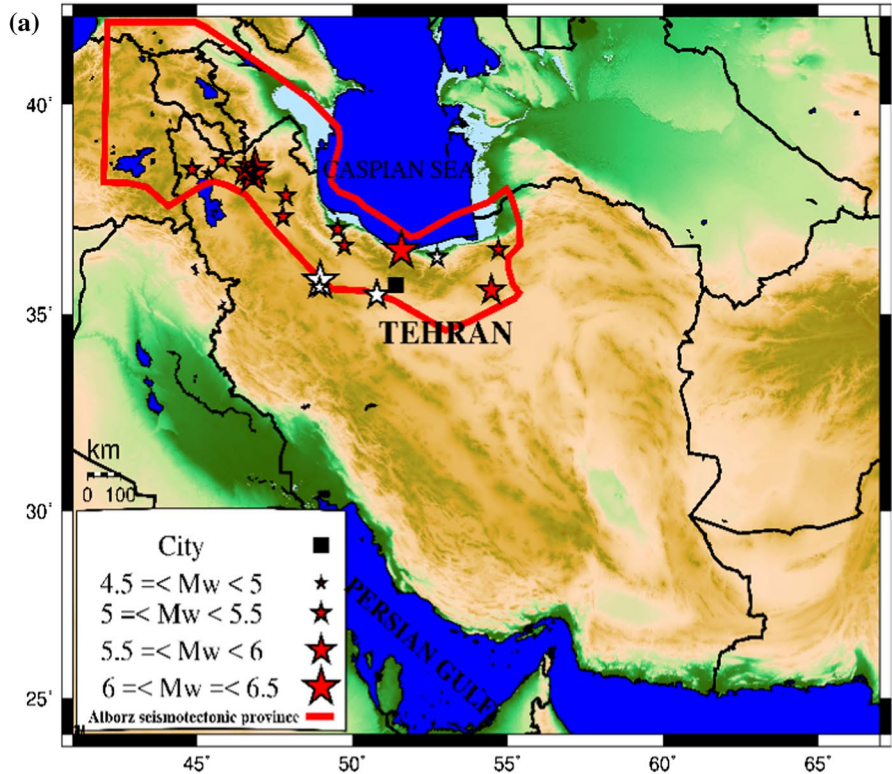 (a)
40˚
CASPIAN SEA
35˚
TEHRAN
km
0 100
30˚
City
4.5 =< Mw < 5
5 =< Mw < 5.5
5.5 =< Mw < 6
6 =< Mw =< 6.5
Alborz seismotectonic province
PERSIAN GULF
25˚
45˚ 50˚ 55˚ 60˚ 65˚